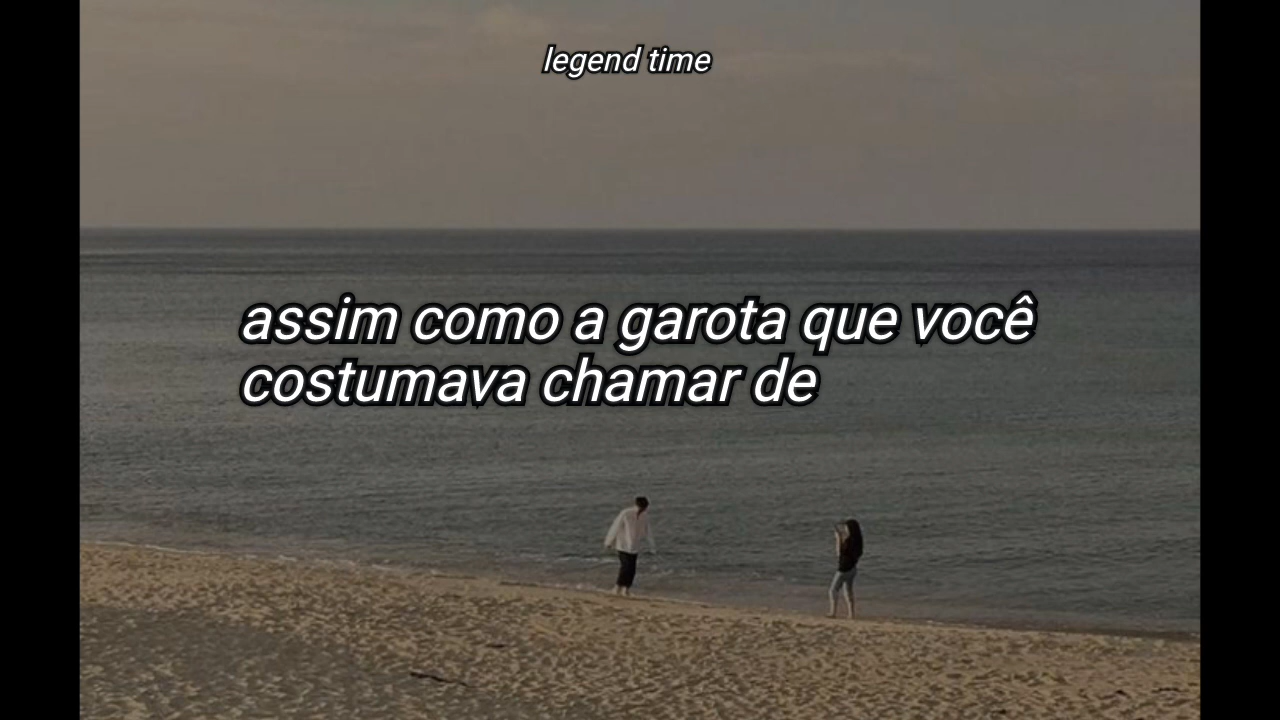 legend time
assim como a garota que você
costumava chamar de